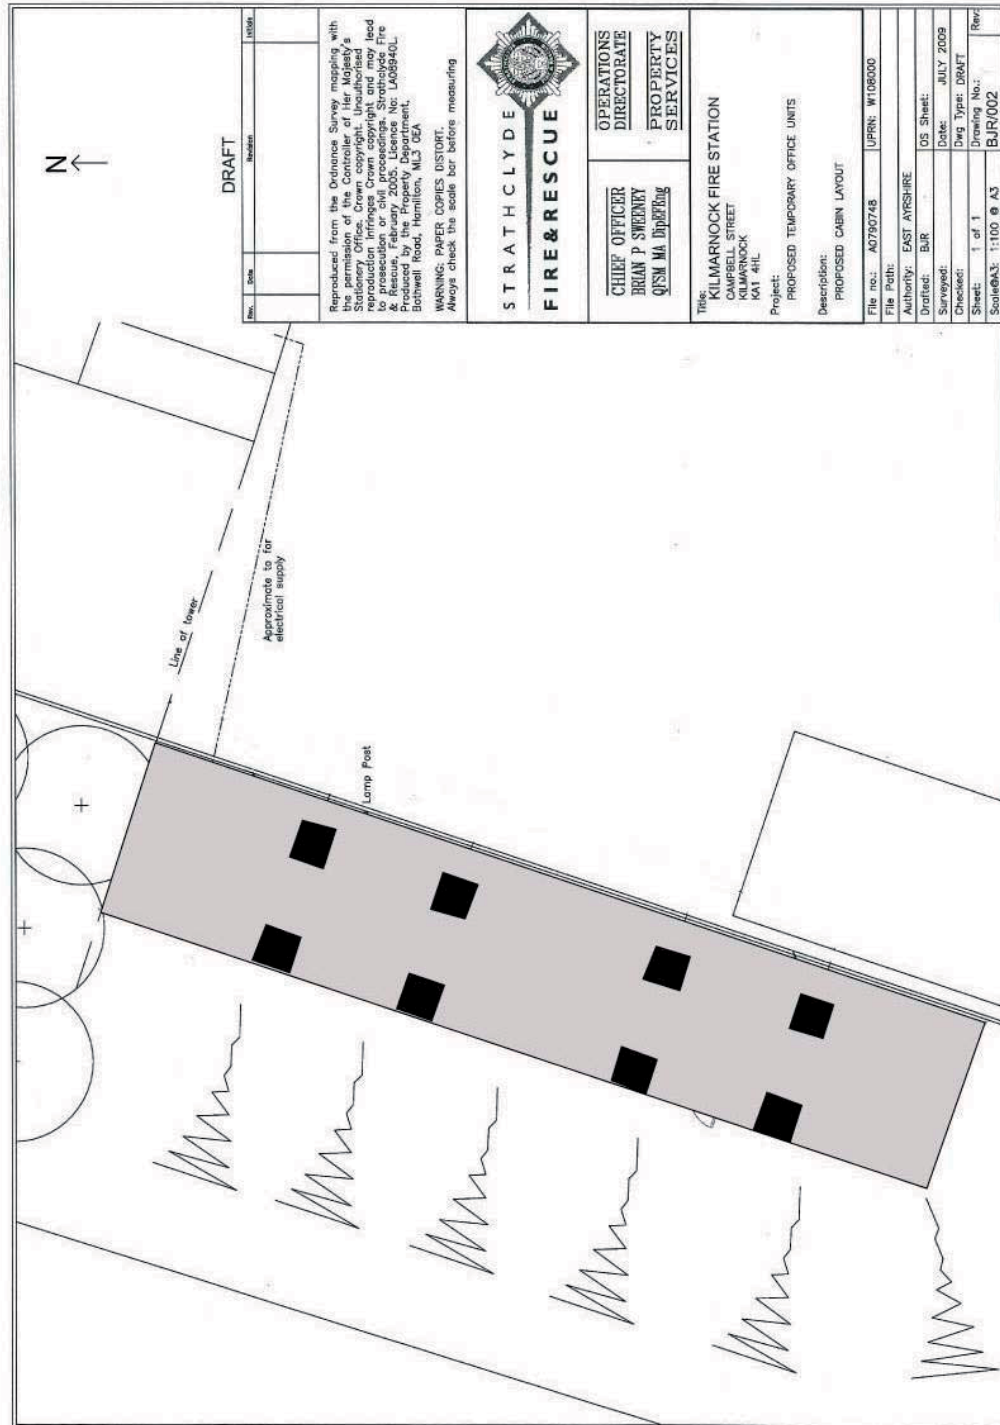 N
DRAFT
Rev.
Date
Revision
Initials
Reproduced from the Ordnance Survey mapping with
the permission of the Controller of Her Majesty's
Stationery Office. Crown copyright. Unauthorised
reproduction infringes Crown copyright and may lead
to prosecution or civil proceedings. Strathclyde Fire
& Rescue, February 2005. Licence No: LA08940L.
Produced by the Property Department,
Bothwell Road, Hamilton, ML3 0EA
WARNING: PAPER COPIES DISTORT.
Always check the scale bar before measuring
STRATHCLYDE
FIRE & RESCUE
CHIEF OFFICER
BRIAN P SWEENEY
QFSM MA DipEFEng
OPERATIONS
DIRECTORATE
PROPERTY
SERVICES
Title:
KILMARNOCK FIRE STATION
CAMPBELL STREET
KILMARNOCK
KA1 4HL
Project:
PROPOSED TEMPORARY OFFICE UNITS
Description:
PROPOSED CABIN LAYOUT
File no.: A0790748 UPRN: W108000
File Path:
Authority: EAST AYRSHIRE
Drafted: BJR OS Sheet:
Surveyed: Date: JULY 2009
Checked: Dwg Type: DRAFT
Sheet: 1 of 1 Drawing No.: Rev:
Scale@A3: 1:100 @ A3 BJR/002
Line of tower
Approximate to for
electrical supply
Lamp Post